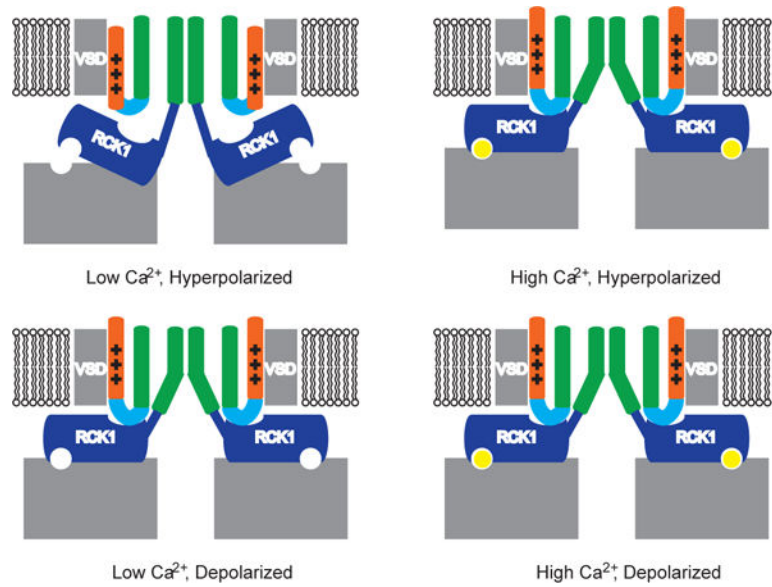 VSD + + + + + + VSD
RCK1 RCK1
Low Ca²⁺, Hyperpolarized
VSD + + + + + + VSD
RCK1 RCK1
High Ca²⁺, Hyperpolarized
VSD + + + + + + VSD
RCK1 RCK1
Low Ca²⁺, Depolarized
VSD + + + + + + VSD
RCK1 RCK1
High Ca²⁺, Depolarized